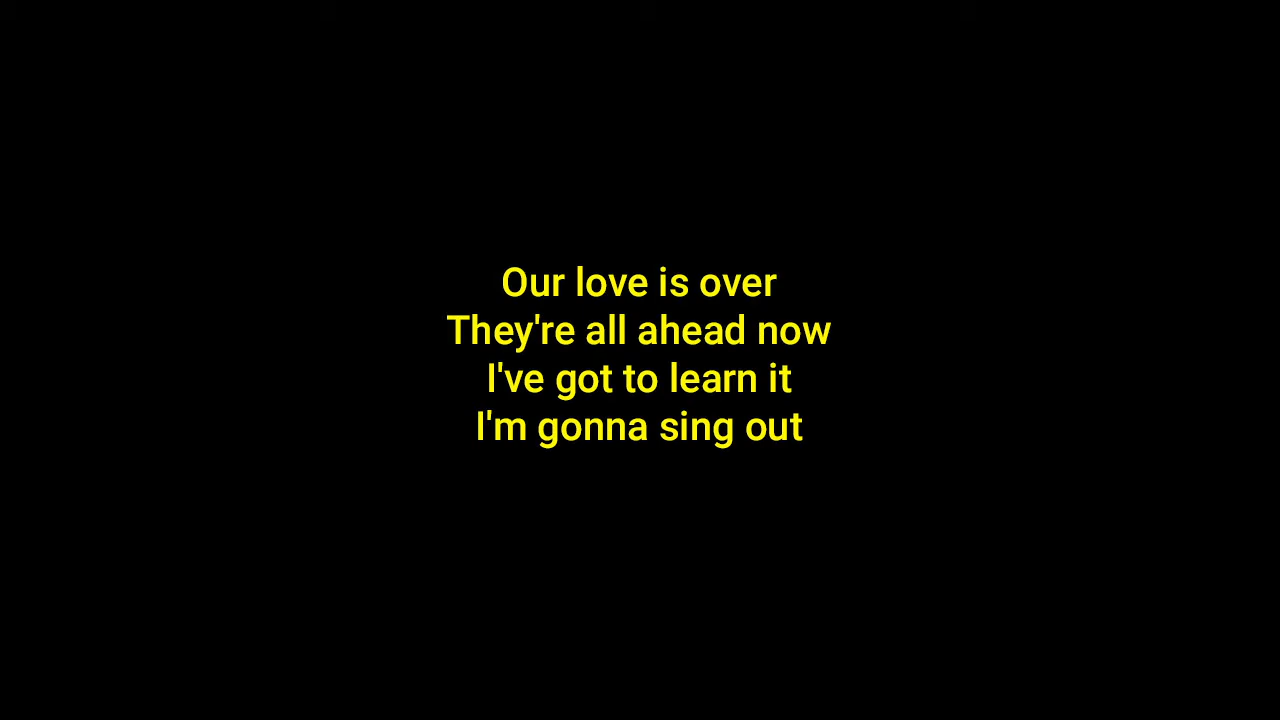 Our love is over
They're all ahead now
I've got to learn it
I'm gonna sing out